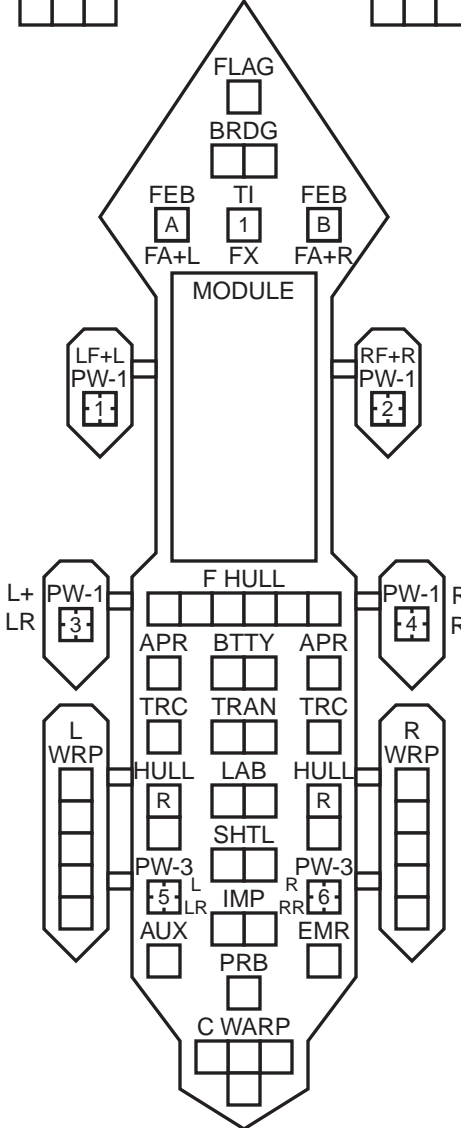 FLAG
BRDG
FEB TI FEB
A 1 B
FA+L FX FA+R
MODULE
LF+L RF+R
PW-1 PW-1
1 2
F HULL
L+ PW-1 PW-1 R
LR 3 4 R
APR BTTY APR
TRC TRAN TRC
L R
WRP WRP
HULL LAB HULL
R R
SHTL
PW-3 PW-3
5 L R 6
LR IMP RR
AUX EMR
PRB
C WARP